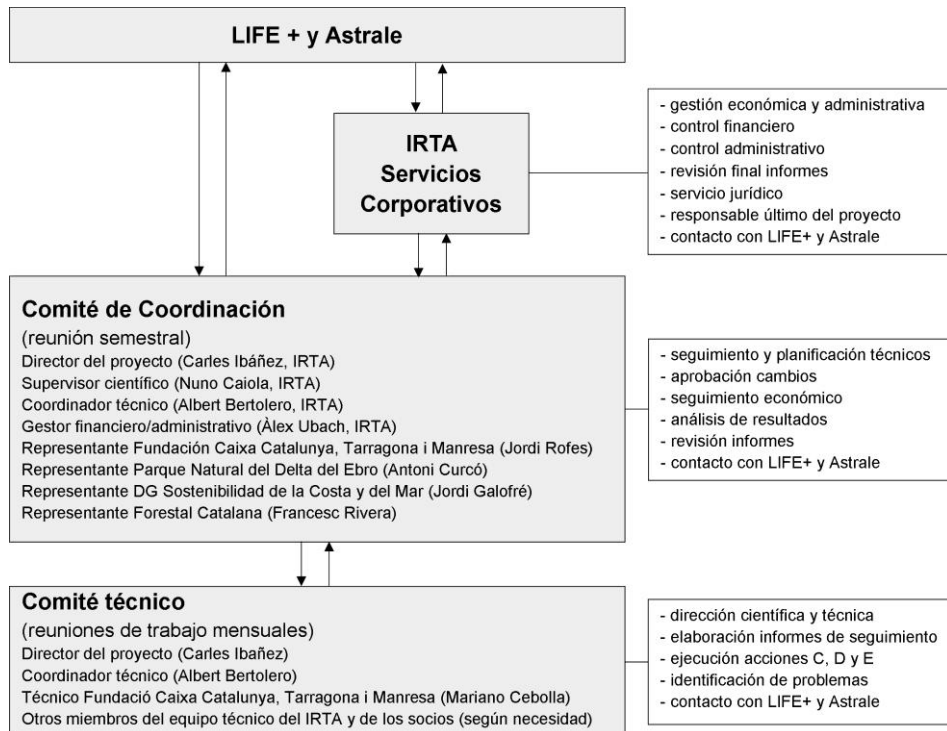 LIFE + y Astrale
IRTA
Servicios
Corporativos
- gestión económica y administrativa
- control financiero
- control administrativo
- revisión final informes
- servicio jurídico
- responsable último del proyecto
- contacto con LIFE+ y Astrale
Comité de Coordinación
(reunión semestral)
Director del proyecto (Carles Ibáñez, IRTA)
Supervisor científico (Nuno Caiola, IRTA)
Coordinador técnico (Albert Bertolero, IRTA)
Gestor financiero/administrativo (Àlex Ubach, IRTA)
Representante Fundación Caixa Catalunya, Tarragona i Manresa (Jordi Rofes)
Representante Parque Natural del Delta del Ebro (Antoni Curcó)
Representante DG Sostenibilidad de la Costa y del Mar (Jordi Galofré)
Representante Forestal Catalana (Francesc Rivera)
- seguimiento y planificación técnicos
- aprobación cambios
- seguimiento económico
- análisis de resultados
- revisión informes
- contacto con LIFE+ y Astrale
Comité técnico
(reuniones de trabajo mensuales)
Director del proyecto (Carles Ibañez)
Coordinador técnico (Albert Bertolero)
Técnico Fundació Caixa Catalunya, Tarragona i Manresa (Mariano Cebolla)
Otros miembros del equipo técnico del IRTA y de los socios (según necesidad)
- dirección científica y técnica
- elaboración informes de seguimiento
- ejecución acciones C, D y E
- identificación de problemas
- contacto con LIFE+ y Astrale